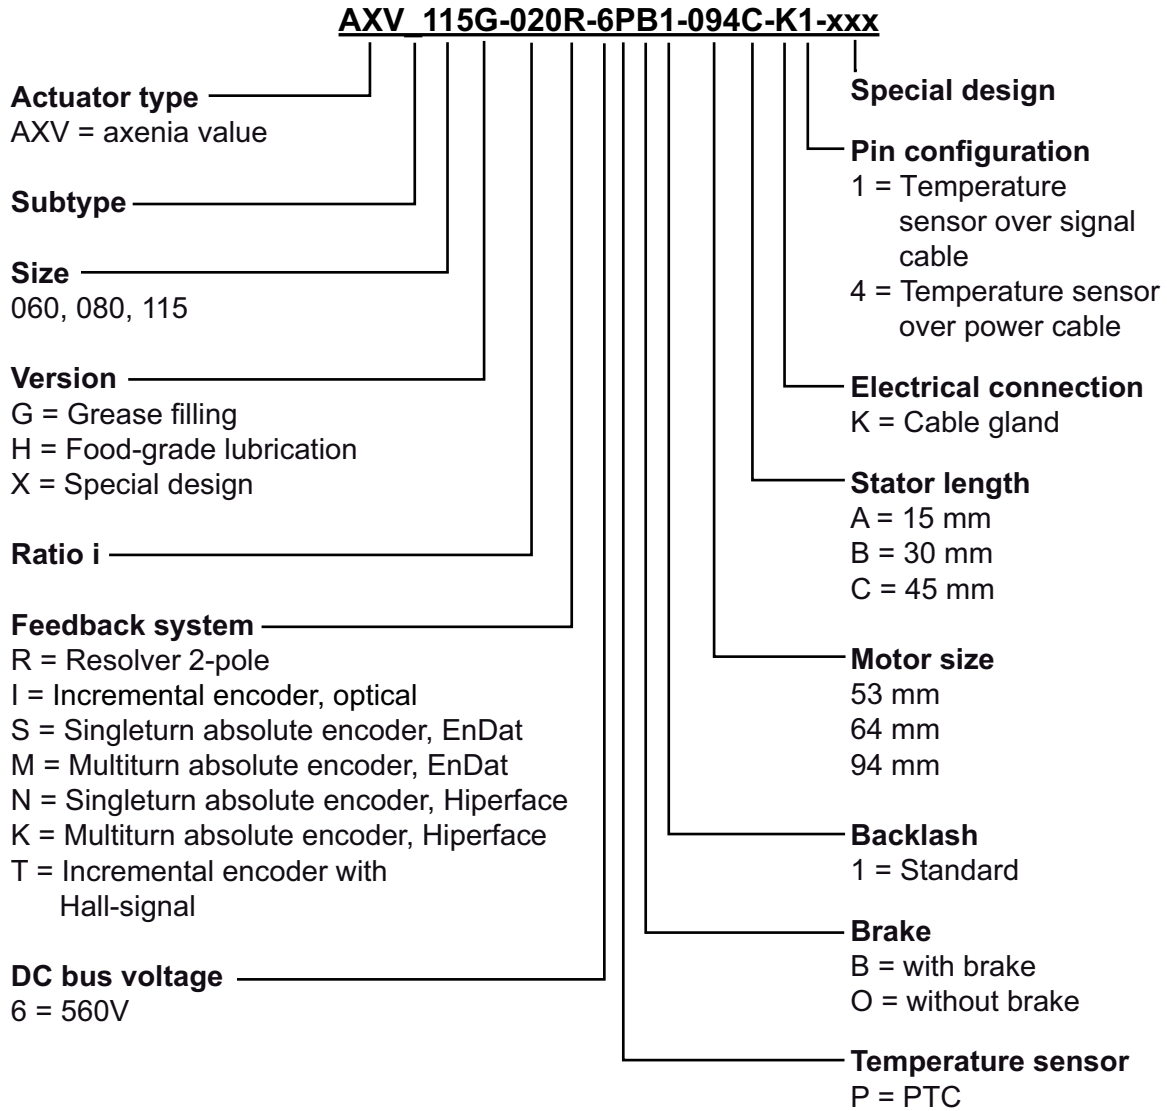 AXV_115G-020R-6PB1-094C-K1-xxx
Actuator type
AXV = axenia value
Subtype
Size
060, 080, 115
Version
G = Grease filling
H = Food-grade lubrication
X = Special design
Ratio i
Feedback system
R = Resolver 2-pole
I = Incremental encoder, optical
S = Singleturn absolute encoder, EnDat
M = Multiturn absolute encoder, EnDat
N = Singleturn absolute encoder, Hiperface
K = Multiturn absolute encoder, Hiperface
T = Incremental encoder with
Hall-signal
DC bus voltage
6 = 560V
Special design
Pin configuration
1 = Temperature
sensor over signal
cable
4 = Temperature sensor
over power cable
Electrical connection
K = Cable gland
Stator length
A = 15 mm
B = 30 mm
C = 45 mm
Motor size
53 mm
64 mm
94 mm
Backlash
1 = Standard
Brake
B = with brake
O = without brake
Temperature sensor
P = PTC